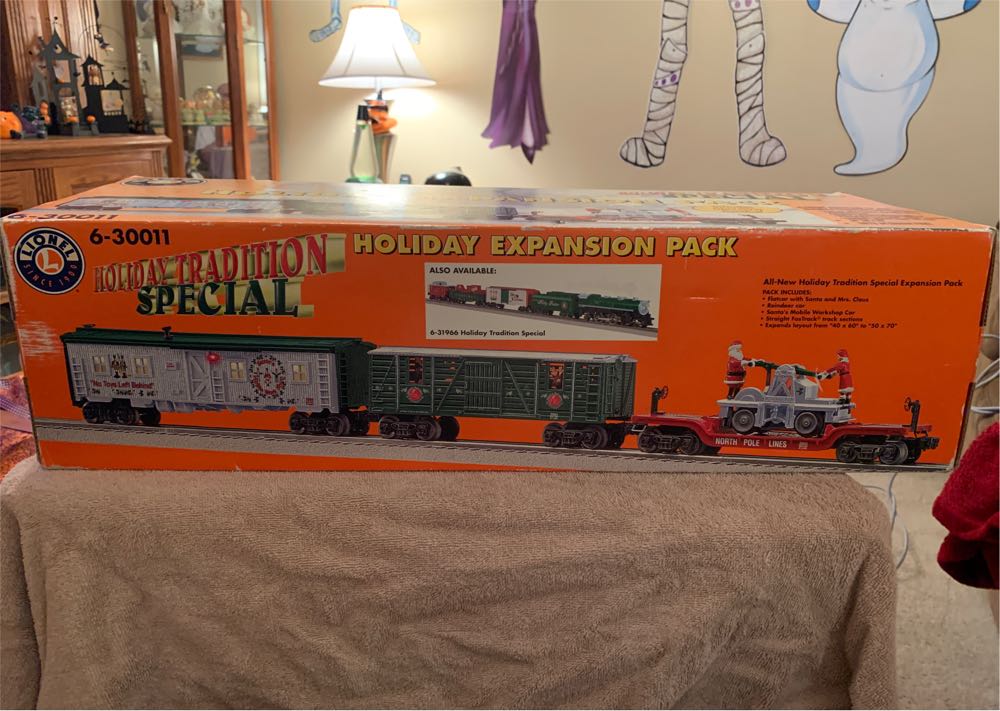 6-30011
LIONEL
L
SINCE 1900
6-30011
HOLIDAY TRADITION
SPECIAL
HOLIDAY EXPANSION PACK
ALSO AVAILABLE:
6-31966 Holiday Tradition Special
All-New Holiday Tradition Special Expansion Pack
PACK INCLUDES:
• Flatcar with Santa and Mrs. Claus
• Reindeer car
• Santa's Mobile Workshop Car
• Straight FasTrack® track sections
• Expands layout from "40 x 60" to "50 x 70"
"No Toys Left Behind"
NORTH POLE LINES